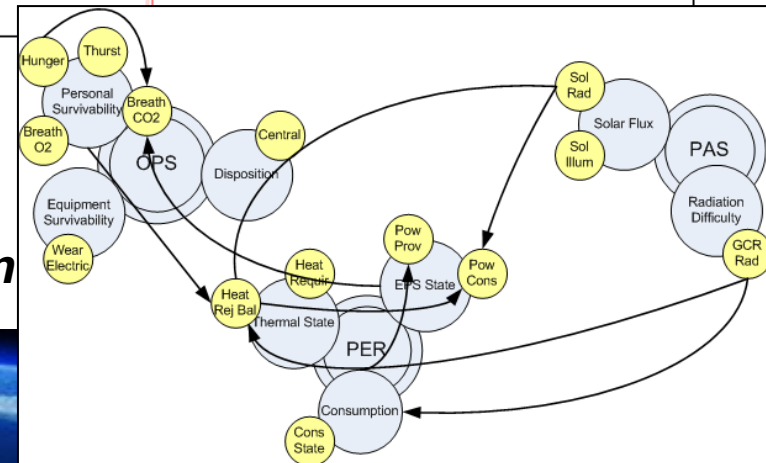 Hunger
Thurst
Personal
Survivability
Breath
CO2
Breath
O2
OPS
Central
Disposition
Equipment
Survivability
Wear
Electric
Sol
Rad
Solar Flux
Sol
Illum
PAS
Radiation
Difficulty
GCR
Rad
Pow
Prov
Pow
Cons
EPS State
Heat
Requir
Heat
Rej Bal
Thermal State
PER
Consumption
Cons
State
n